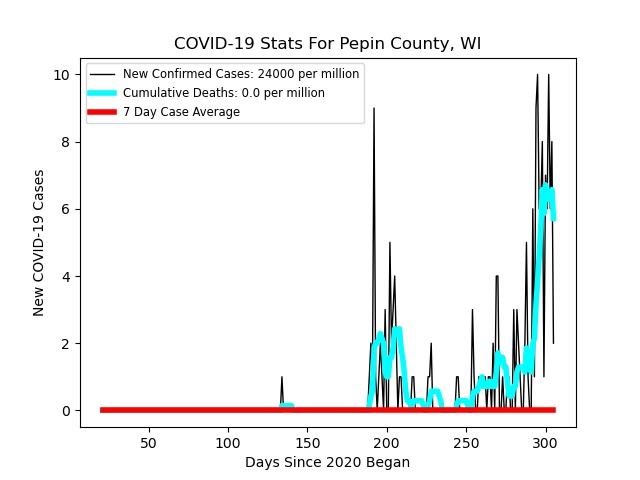 COVID-19 Stats For Pepin County, WI
New Confirmed Cases: 24000 per million
Cumulative Deaths: 0.0 per million
7 Day Case Average
New COVID-19 Cases
10
8
6
4
2
0
50 100 150 200 250 300
Days Since 2020 Began